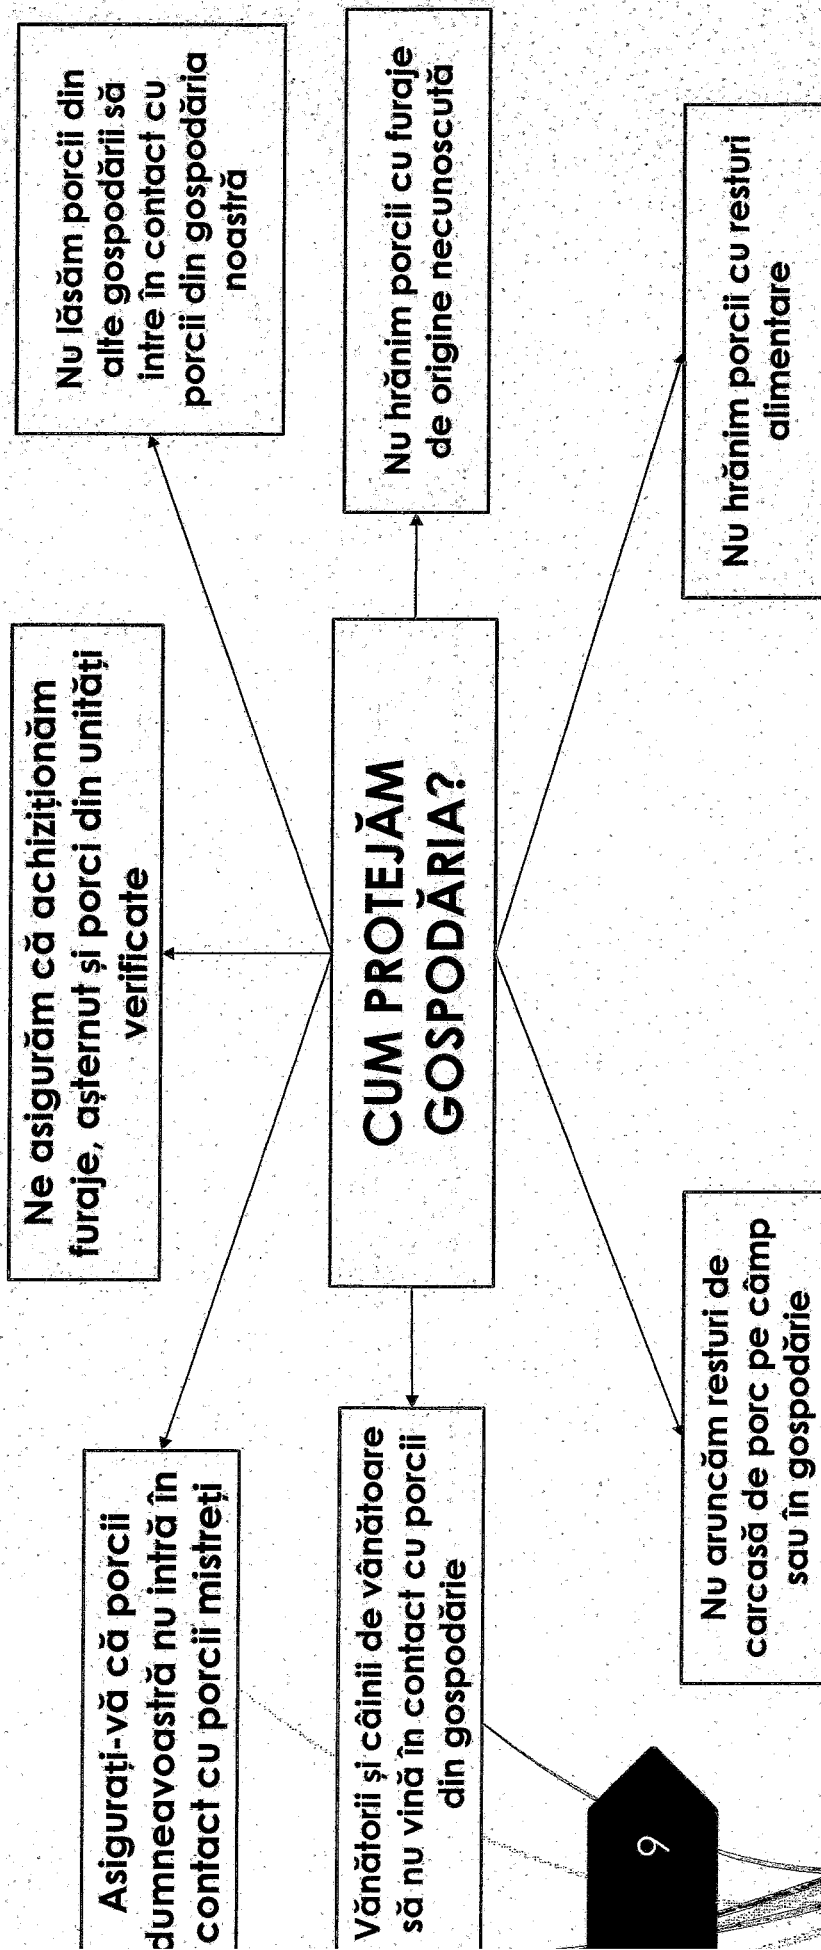 Asigurați-vă că porcii
dumneavoastră nu intră în
contact cu porcii mistreți
Ne asigurăm că achiziționăm
furaje, așternut și porci din unități
verificate
Nu lăsăm porcii din
alte gospodării să
intre în contact cu
porcii din gospodăria
noastră
Vânătorii și câinii de vânătoare
să nu vină în contact cu porcii
din gospodărie
CUM PROTEJĂM
GOSPODĂRIA?
Nu hrănim porcii cu furaje
de origine necunoscută
Nu aruncăm resturi de
carcasă de porc pe câmp
sau în gospodărie
Nu hrănim porcii cu resturi
alimentare
9